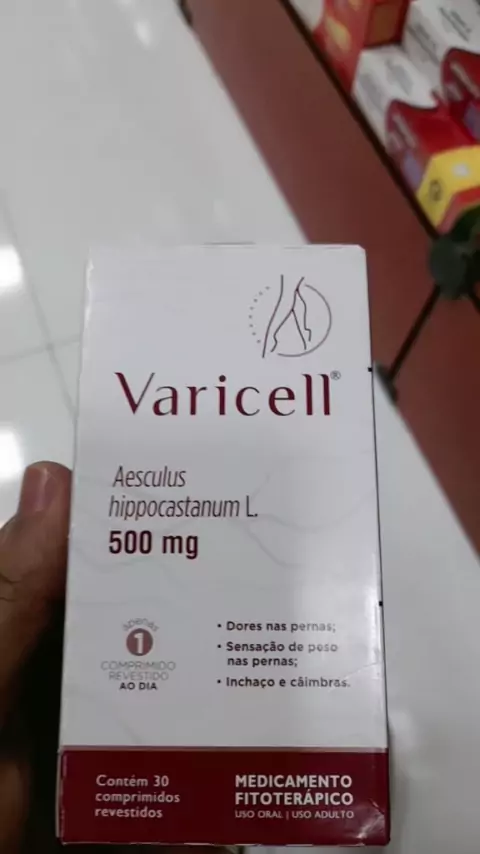 Varicell®
Aesculus
hippocastanum L.
500 mg
apenas
1
COMPRIMIDO
REVESTIDO
AO DIA
• Dores nas pernas;
• Sensação de peso
nas pernas;
• Inchaço e câimbras.
Contém 30
comprimidos
revestidos
MEDICAMENTO
FITOTERÁPICO
USO ORAL | USO ADULTO